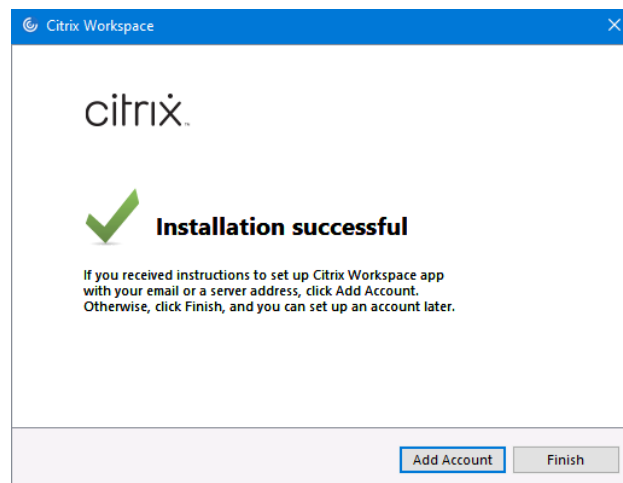 Citrix Workspace
citrix™
Installation successful
If you received instructions to set up Citrix Workspace app
with your email or a server address, click Add Account.
Otherwise, click Finish, and you can set up an account later.
Add Account
Finish